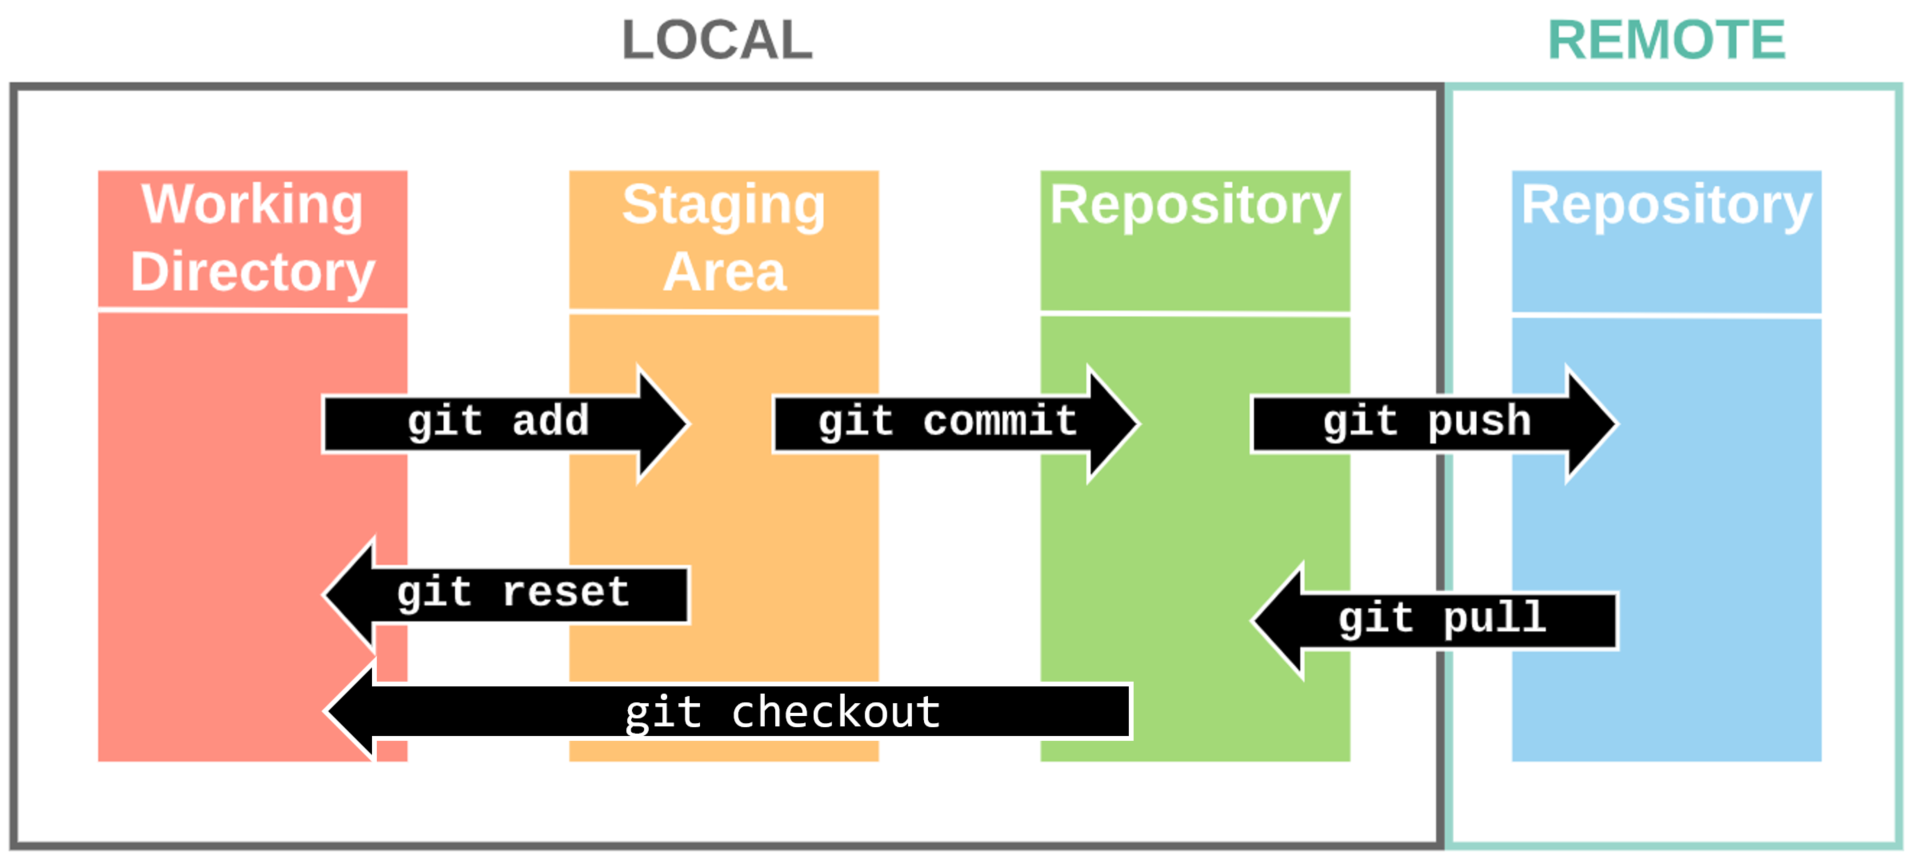 LOCAL
REMOTE
Working
Directory
Staging
Area
Repository
Repository
git add
git commit
git push
git reset
git pull
git checkout